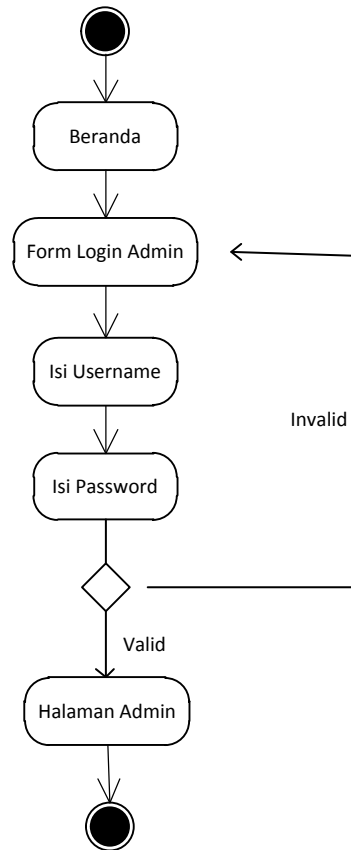 Beranda
Form Login Admin
Isi Username
Invalid
Isi Password
Valid
Halaman Admin